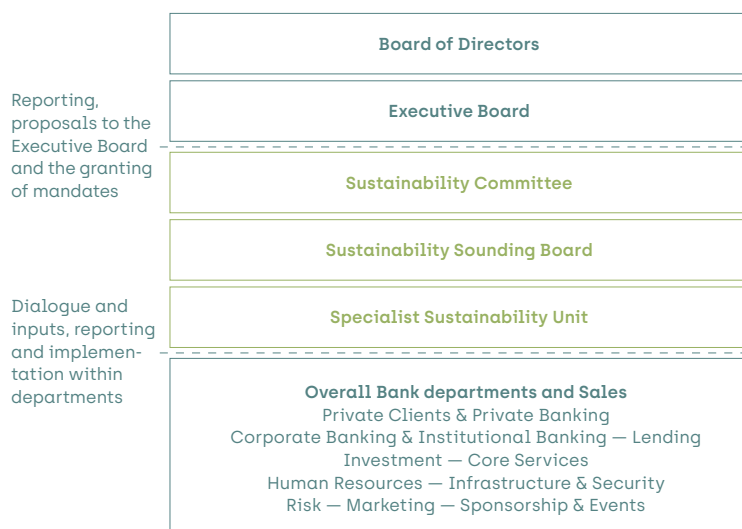 Board of Directors
Executive Board
Reporting,
proposals to the
Executive Board
and the granting
of mandates
Sustainability Committee
Sustainability Sounding Board
Specialist Sustainability Unit
Dialogue and
inputs, reporting
and implemen-
tation within
departments
Overall Bank departments and Sales
Private Clients & Private Banking
Corporate Banking & Institutional Banking — Lending
Investment — Core Services
Human Resources — Infrastructure & Security
Risk — Marketing — Sponsorship & Events